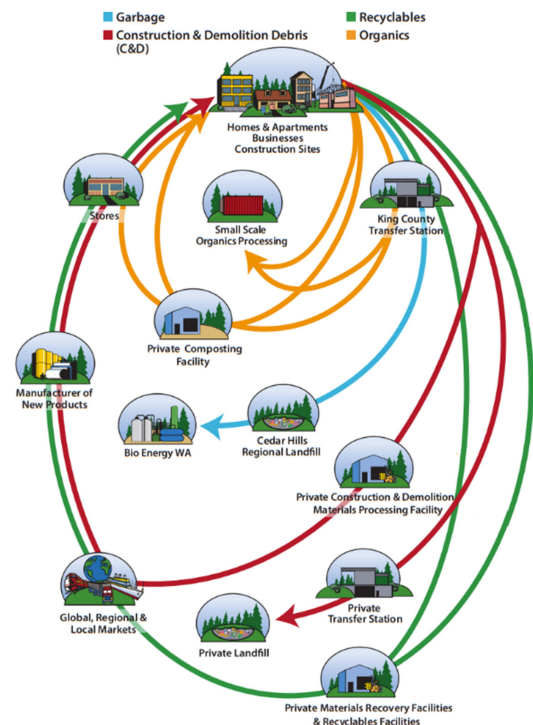 Garbage
Recyclables
Construction & Demolition Debris
(C&D)
Organics
Homes & Apartments
Businesses
Construction Sites
Stores
Small Scale
Organics Processing
King County
Transfer Station
Private Composting
Facility
Manufacturer of
New Products
Bio Energy WA
Cedar Hills
Regional Landfill
Private Construction & Demolition
Materials Processing Facility
Global, Regional &
Local Markets
Private
Transfer Station
Private Landfill
Private Materials Recovery Facilities
& Recyclables Facilities